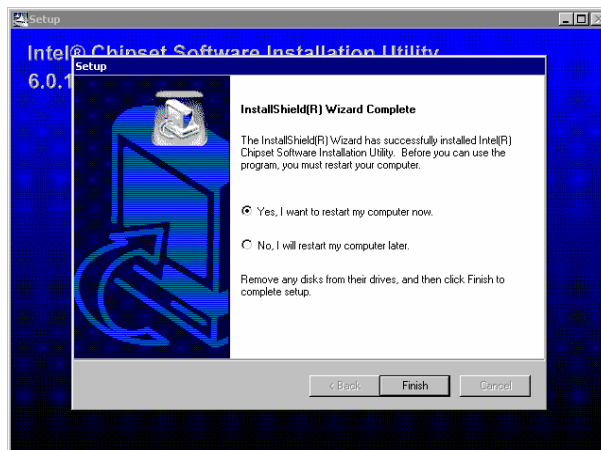 Setup
Intel® Chipset Software Installation Utility
6.0.1
Setup
InstallShield(R) Wizard Complete
The InstallShield(R) Wizard has successfully installed Intel(R)
Chipset Software Installation Utility. Before you can use the
program, you must restart your computer.
Yes, I want to restart my computer now.
No, I will restart my computer later.
Remove any disks from their drives, and then click Finish to
complete setup.
< Back
Finish
Cancel